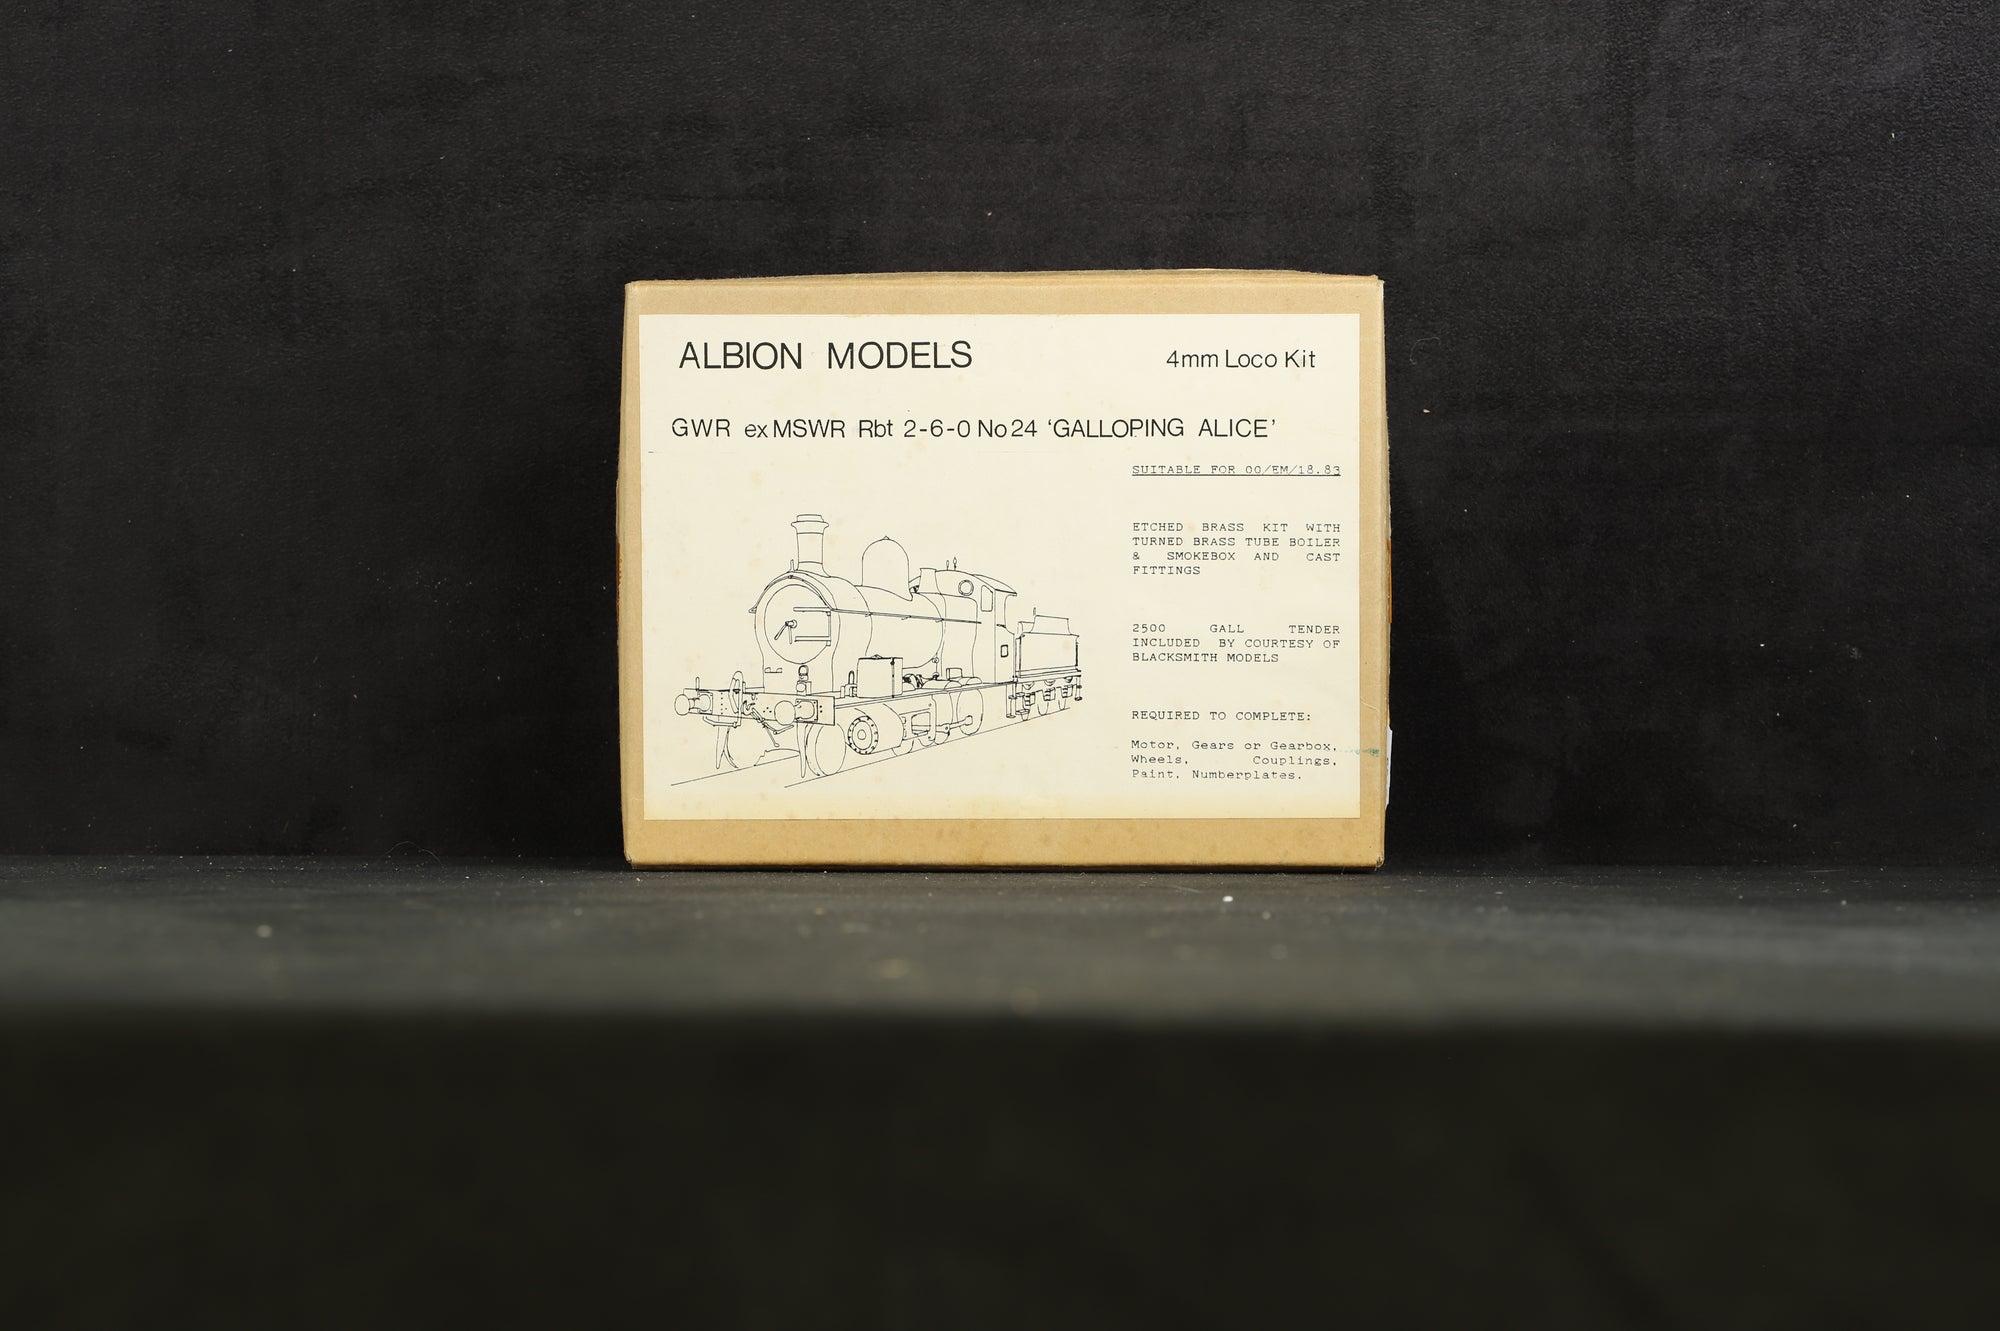 ALBION MODELS
4mm Loco Kit
GWR ex MSWR Rbt 2-6-0 No 24 ‘GALLOPING ALICE’
SUITABLE FOR OO/EM/18.83
ETCHED BRASS KIT WITH
TURNED BRASS TUBE BOILER
& SMOKEBOX AND CAST
FITTINGS
2500 GALL TENDER
INCLUDED BY COURTESY OF
BLACKSMITH MODELS
REQUIRED TO COMPLETE:
Motor, Gears or Gearbox,
Wheels, Couplings,
Paint, Numberplates.